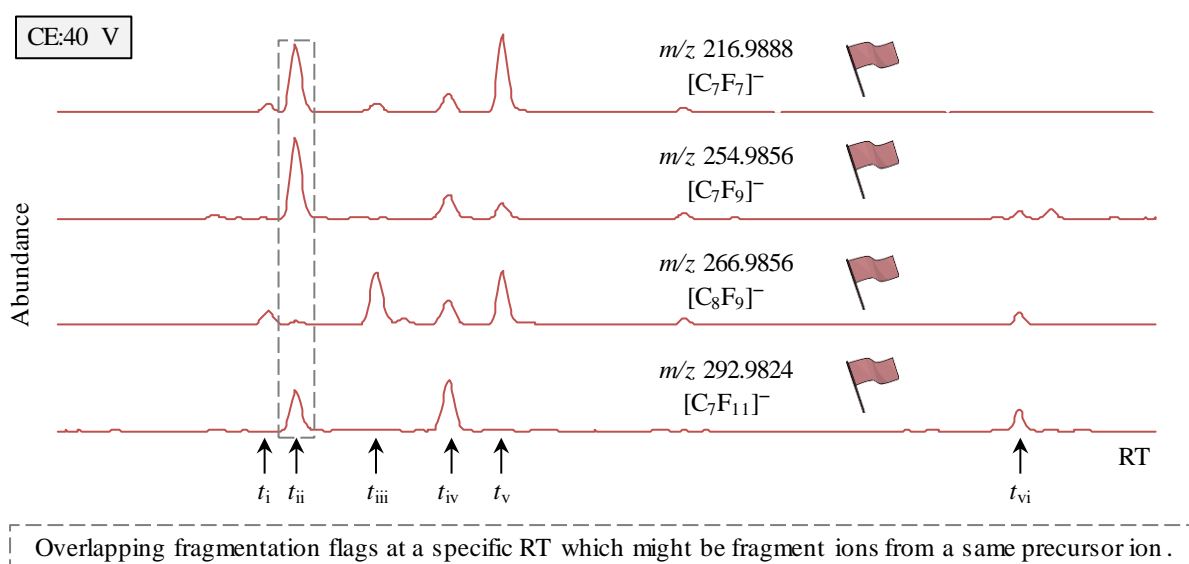 CE:40 V
m/z 216.9888
[C₇F₇]⁻
m/z 254.9856
[C₇F₉]⁻
m/z 266.9856
[C₈F₉]⁻
m/z 292.9824
[C₇F₁₁]⁻
Abundance
RT
tᵢ tᵢᵢ tᵢᵢᵢ tᵢᵥ tᵥ tᵥᵢ
Overlapping fragmentation flags at a specific RT which might be fragment ions from a same precursor ion .